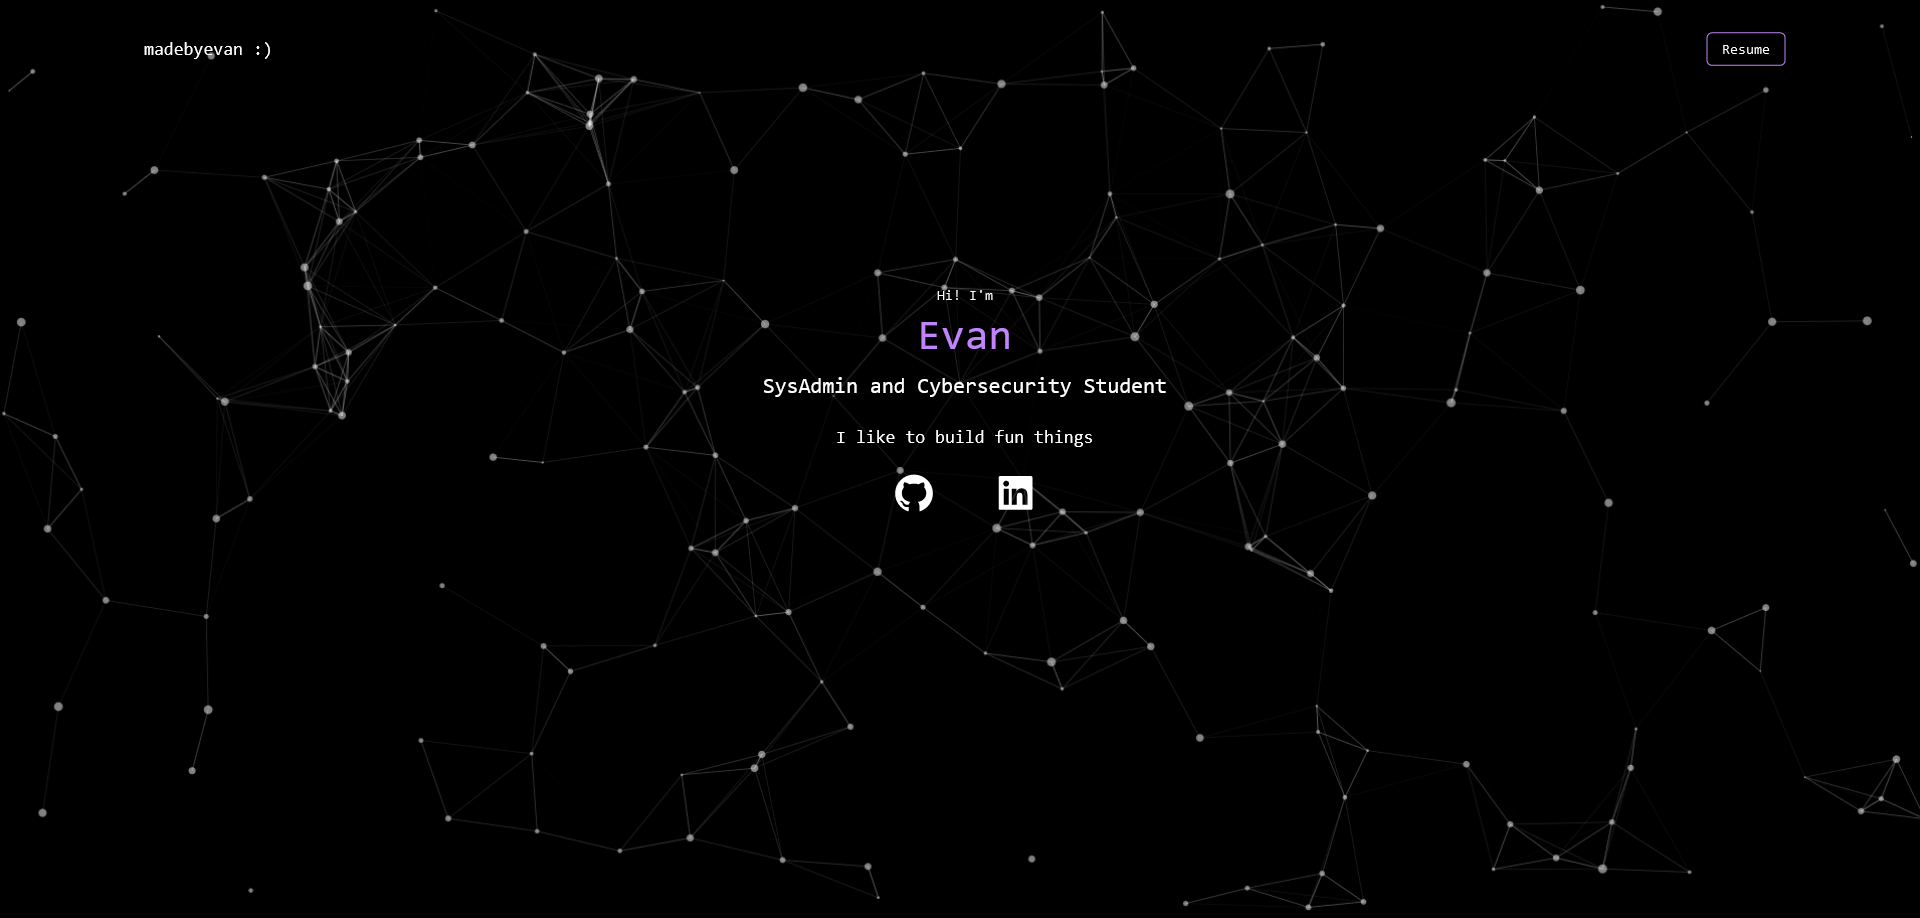 madebyevan :)
Resume
Hi! I'm
Evan
SysAdmin and Cybersecurity Student
I like to build fun things
in